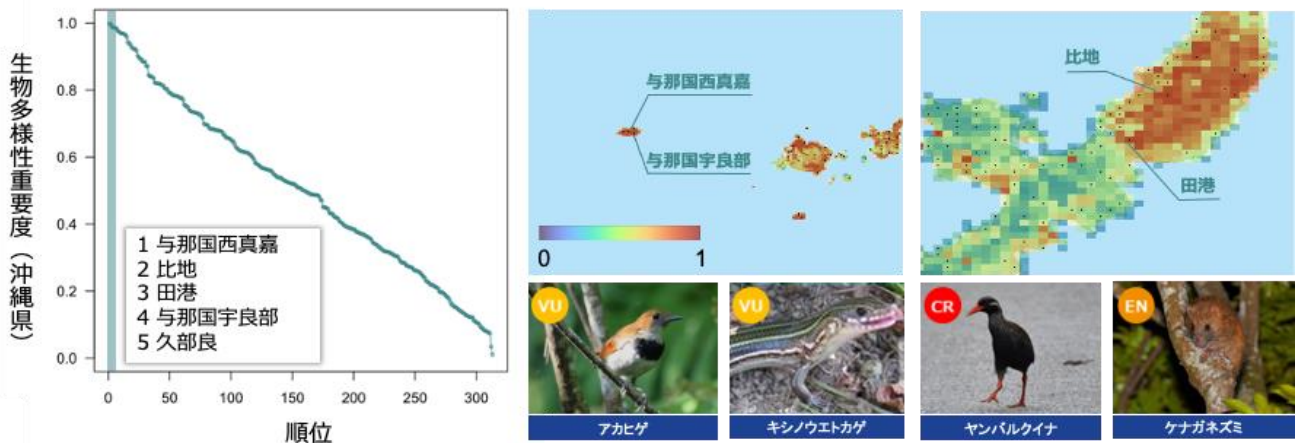 生物多様性重要度（沖縄県）
1.0
0.8
0.6
0.4
0.2
0.0
0
50
100
150
200
250
300
順位
1 与那国西真嘉
2 比地
3 田港
4 与那国宇良部
5 久部良
与那国西真嘉
与那国宇良部
0
1
比地
田港
VU
アカヒゲ
VU
キシノウエトカゲ
CR
ヤンバルクイナ
EN
ケナガネズミ